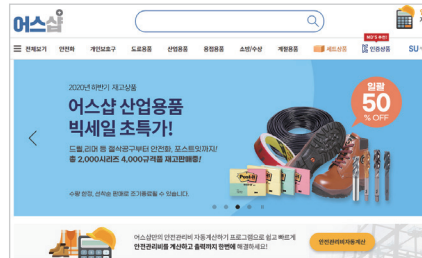 어스샵
전체보기 안전화 개인보호구 도로용품 산업용품 용접용품 소방/수상 계량용품 세트상품 인증상품 SU
2020년 하반기 재고상품
어스샵 산업용품
빅세일 초특가!
드릴,리머 등 절삭공구부터 안전화, 포스트잇까지!
총 2,000시리즈 4,000규격품 재고판매중!
수량 한정, 선착순 판매로 조기종료될 수 있습니다.
일괄
50
% OFF
Post-it
어스샵만의 안전관리비 자동계산하기 프로그램으로 쉽고 빠르게
안전관리비를 계산하고 출력까지 한번에 해결하세요!
안전관리비자동계산